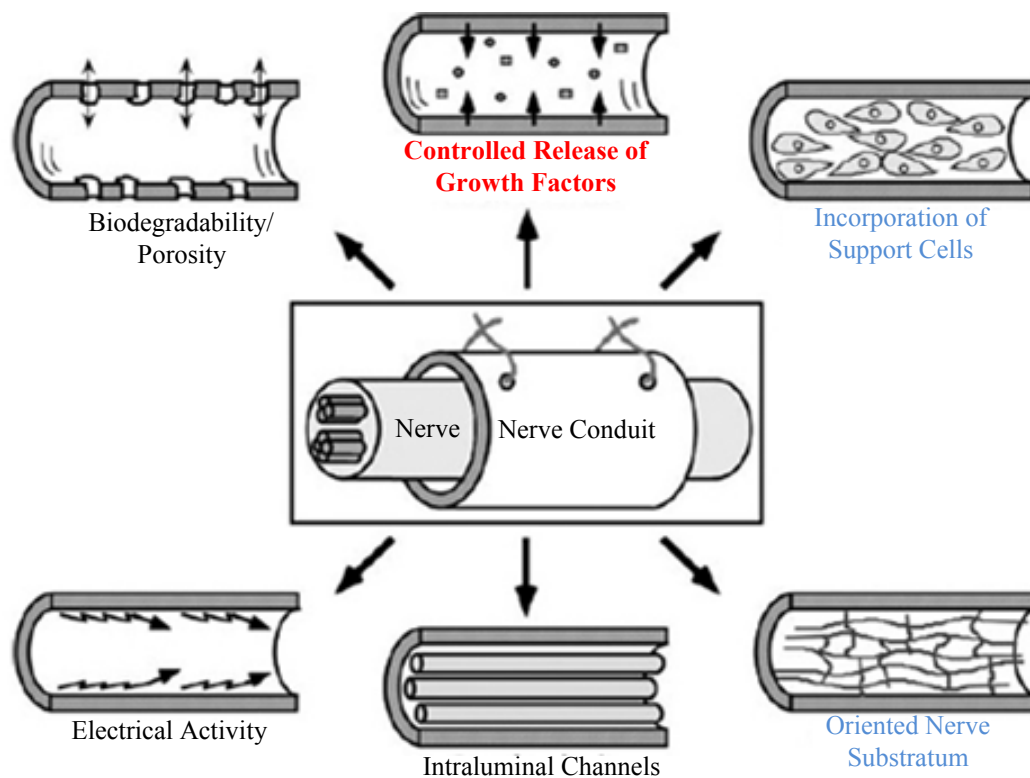 Controlled Release of
Growth Factors
Biodegradability/
Porosity
Incorporation of
Support Cells
Nerve
Nerve Conduit
Electrical Activity
Intraluminal Channels
Oriented Nerve
Substratum